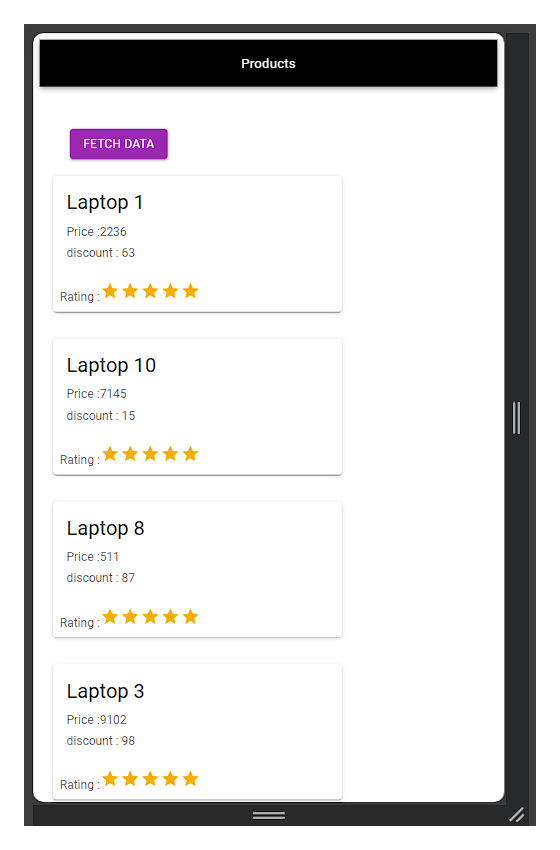 Products
FETCH DATA
Laptop 1
Price :2236
discount : 63
Rating :
Laptop 10
Price :7145
discount : 15
Rating :
Laptop 8
Price :511
discount : 87
Rating :
Laptop 3
Price :9102
discount : 98
Rating :